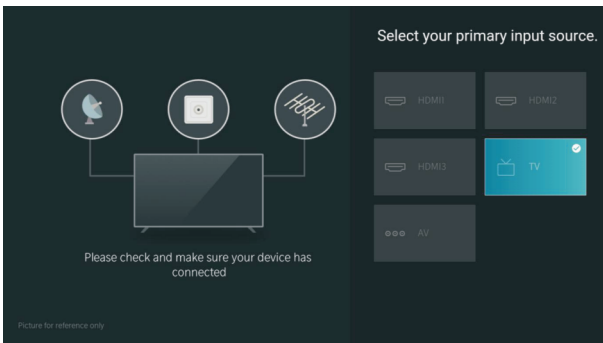 Select your primary input source.
HDMI1 HDMI2
HDMI3 TV
AV
Please check and make sure your device has
connected
Picture for reference only